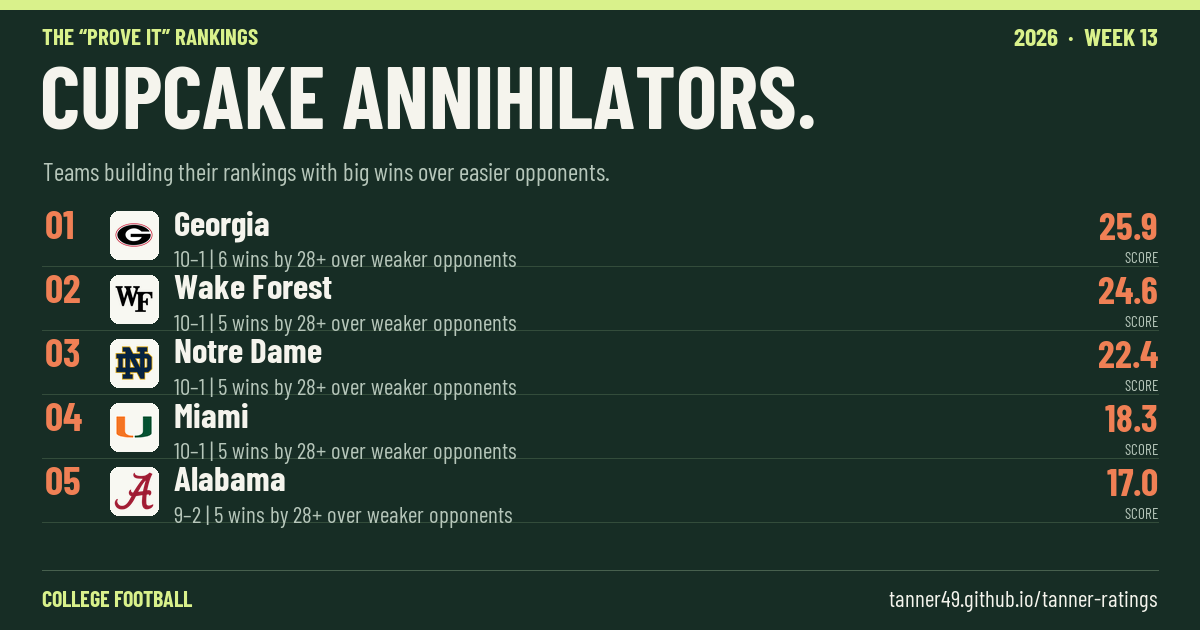 THE “PROVE IT” RANKINGS
2026 · WEEK 13
CUPCAKE ANNIHILATORS.
Teams building their rankings with big wins over easier opponents.
01 G Georgia 25.9
10–1 | 6 wins by 28+ over weaker opponents SCORE
02 WF Wake Forest 24.6
10–1 | 5 wins by 28+ over weaker opponents SCORE
03 ND Notre Dame 22.4
10–1 | 5 wins by 28+ over weaker opponents SCORE
04 U Miami 18.3
10–1 | 5 wins by 28+ over weaker opponents SCORE
05 A Alabama 17.0
9–2 | 5 wins by 28+ over weaker opponents SCORE
COLLEGE FOOTBALL
tanner49.github.io/tanner-ratings